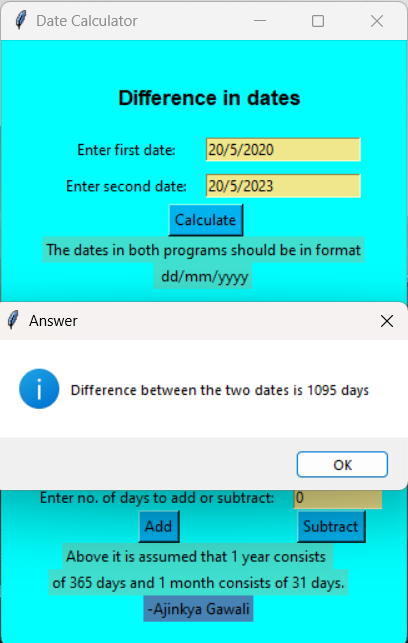 Date Calculator
Difference in dates
Enter first date: 20/5/2020
Enter second date: 20/5/2023
Calculate
The dates in both programs should be in format
dd/mm/yyyy
Answer
Difference between the two dates is 1095 days
OK
Enter no. of days to add or subtract: 0
Add Subtract
Above it is assumed that 1 year consists
of 365 days and 1 month consists of 31 days.
-Ajinkya Gawali